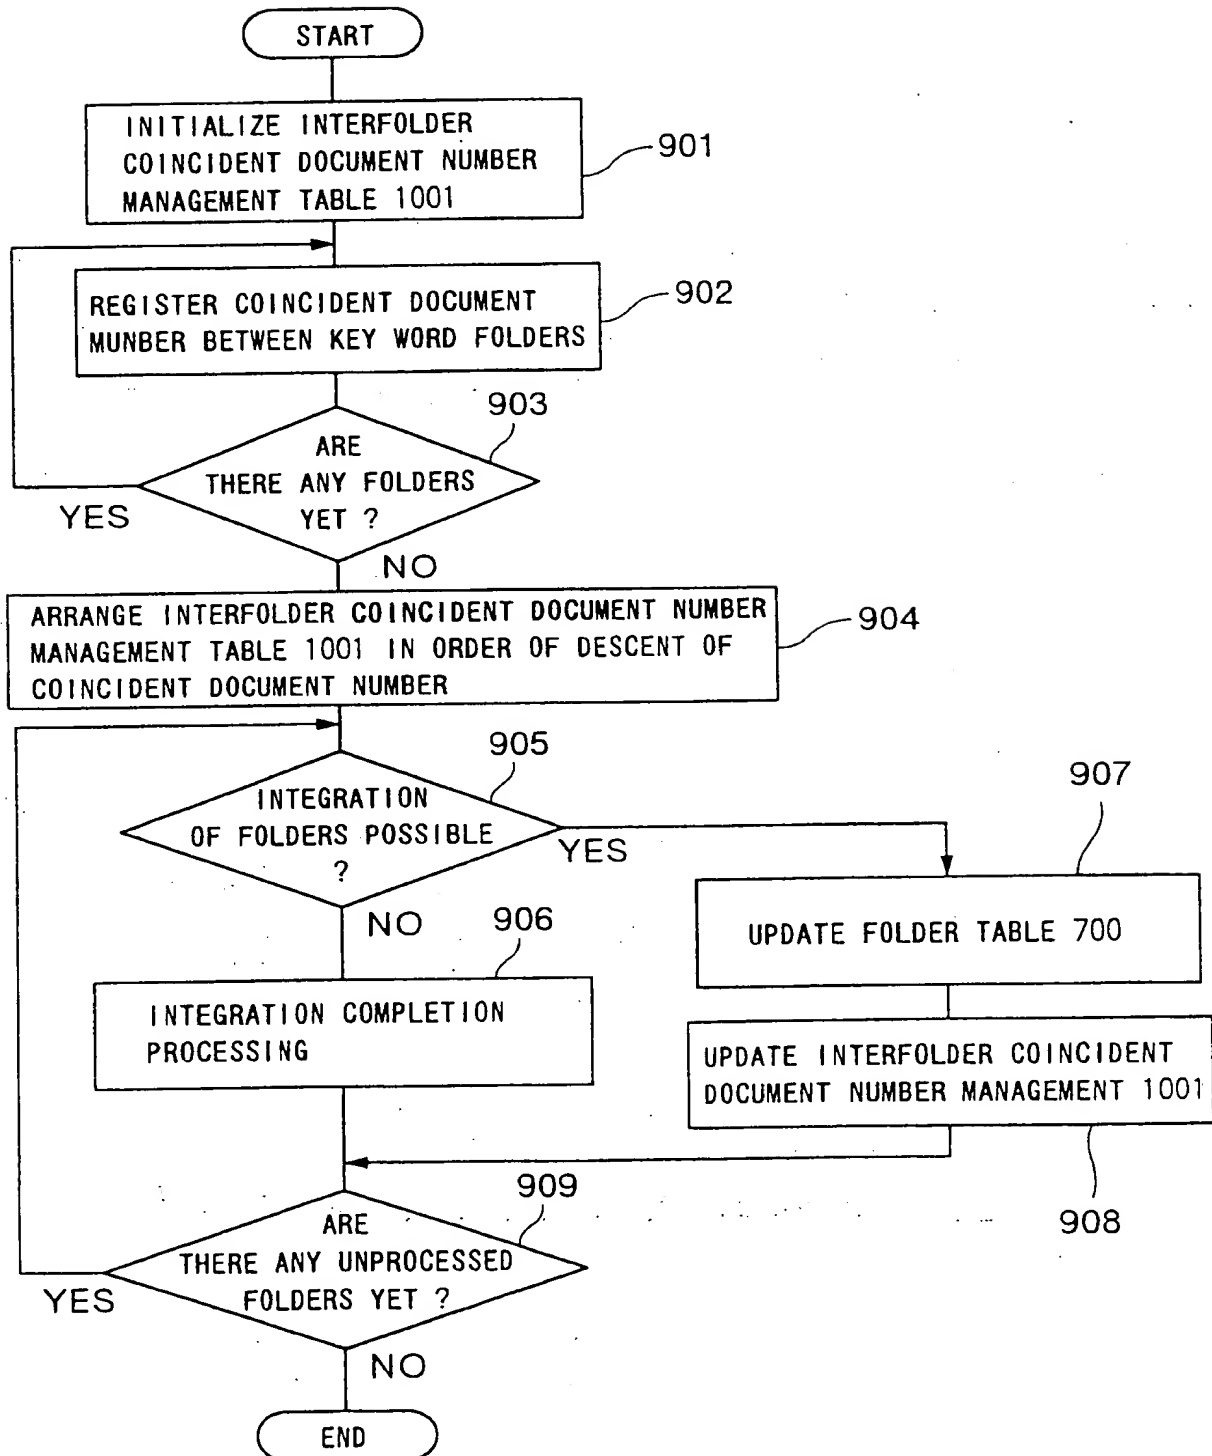 START
INITIALIZE INTERFOLDER
COINCIDENT DOCUMENT NUMBER
MANAGEMENT TABLE 1001
901
REGISTER COINCIDENT DOCUMENT
MUNBER BETWEEN KEY WORD FOLDERS
902
903
ARE
THERE ANY FOLDERS
YET ?
YES
NO
ARRANGE INTERFOLDER COINCIDENT DOCUMENT NUMBER
MANAGEMENT TABLE 1001 IN ORDER OF DESCENT OF
COINCIDENT DOCUMENT NUMBER
904
905
INTEGRATION
OF FOLDERS POSSIBLE
?
YES
NO
906
INTEGRATION COMPLETION
PROCESSING
907
UPDATE FOLDER TABLE 700
UPDATE INTERFOLDER COINCIDENT
DOCUMENT NUMBER MANAGEMENT 1001
908
909
ARE
THERE ANY UNPROCESSED
FOLDERS YET ?
YES
NO
END